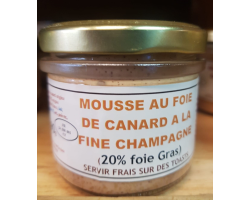 MOUSSE AU FOIE
DE CANARD A LA
FINE CHAMPAGNE
(20% foie Gras)
SERVIR FRAIS SUR DES TOASTS